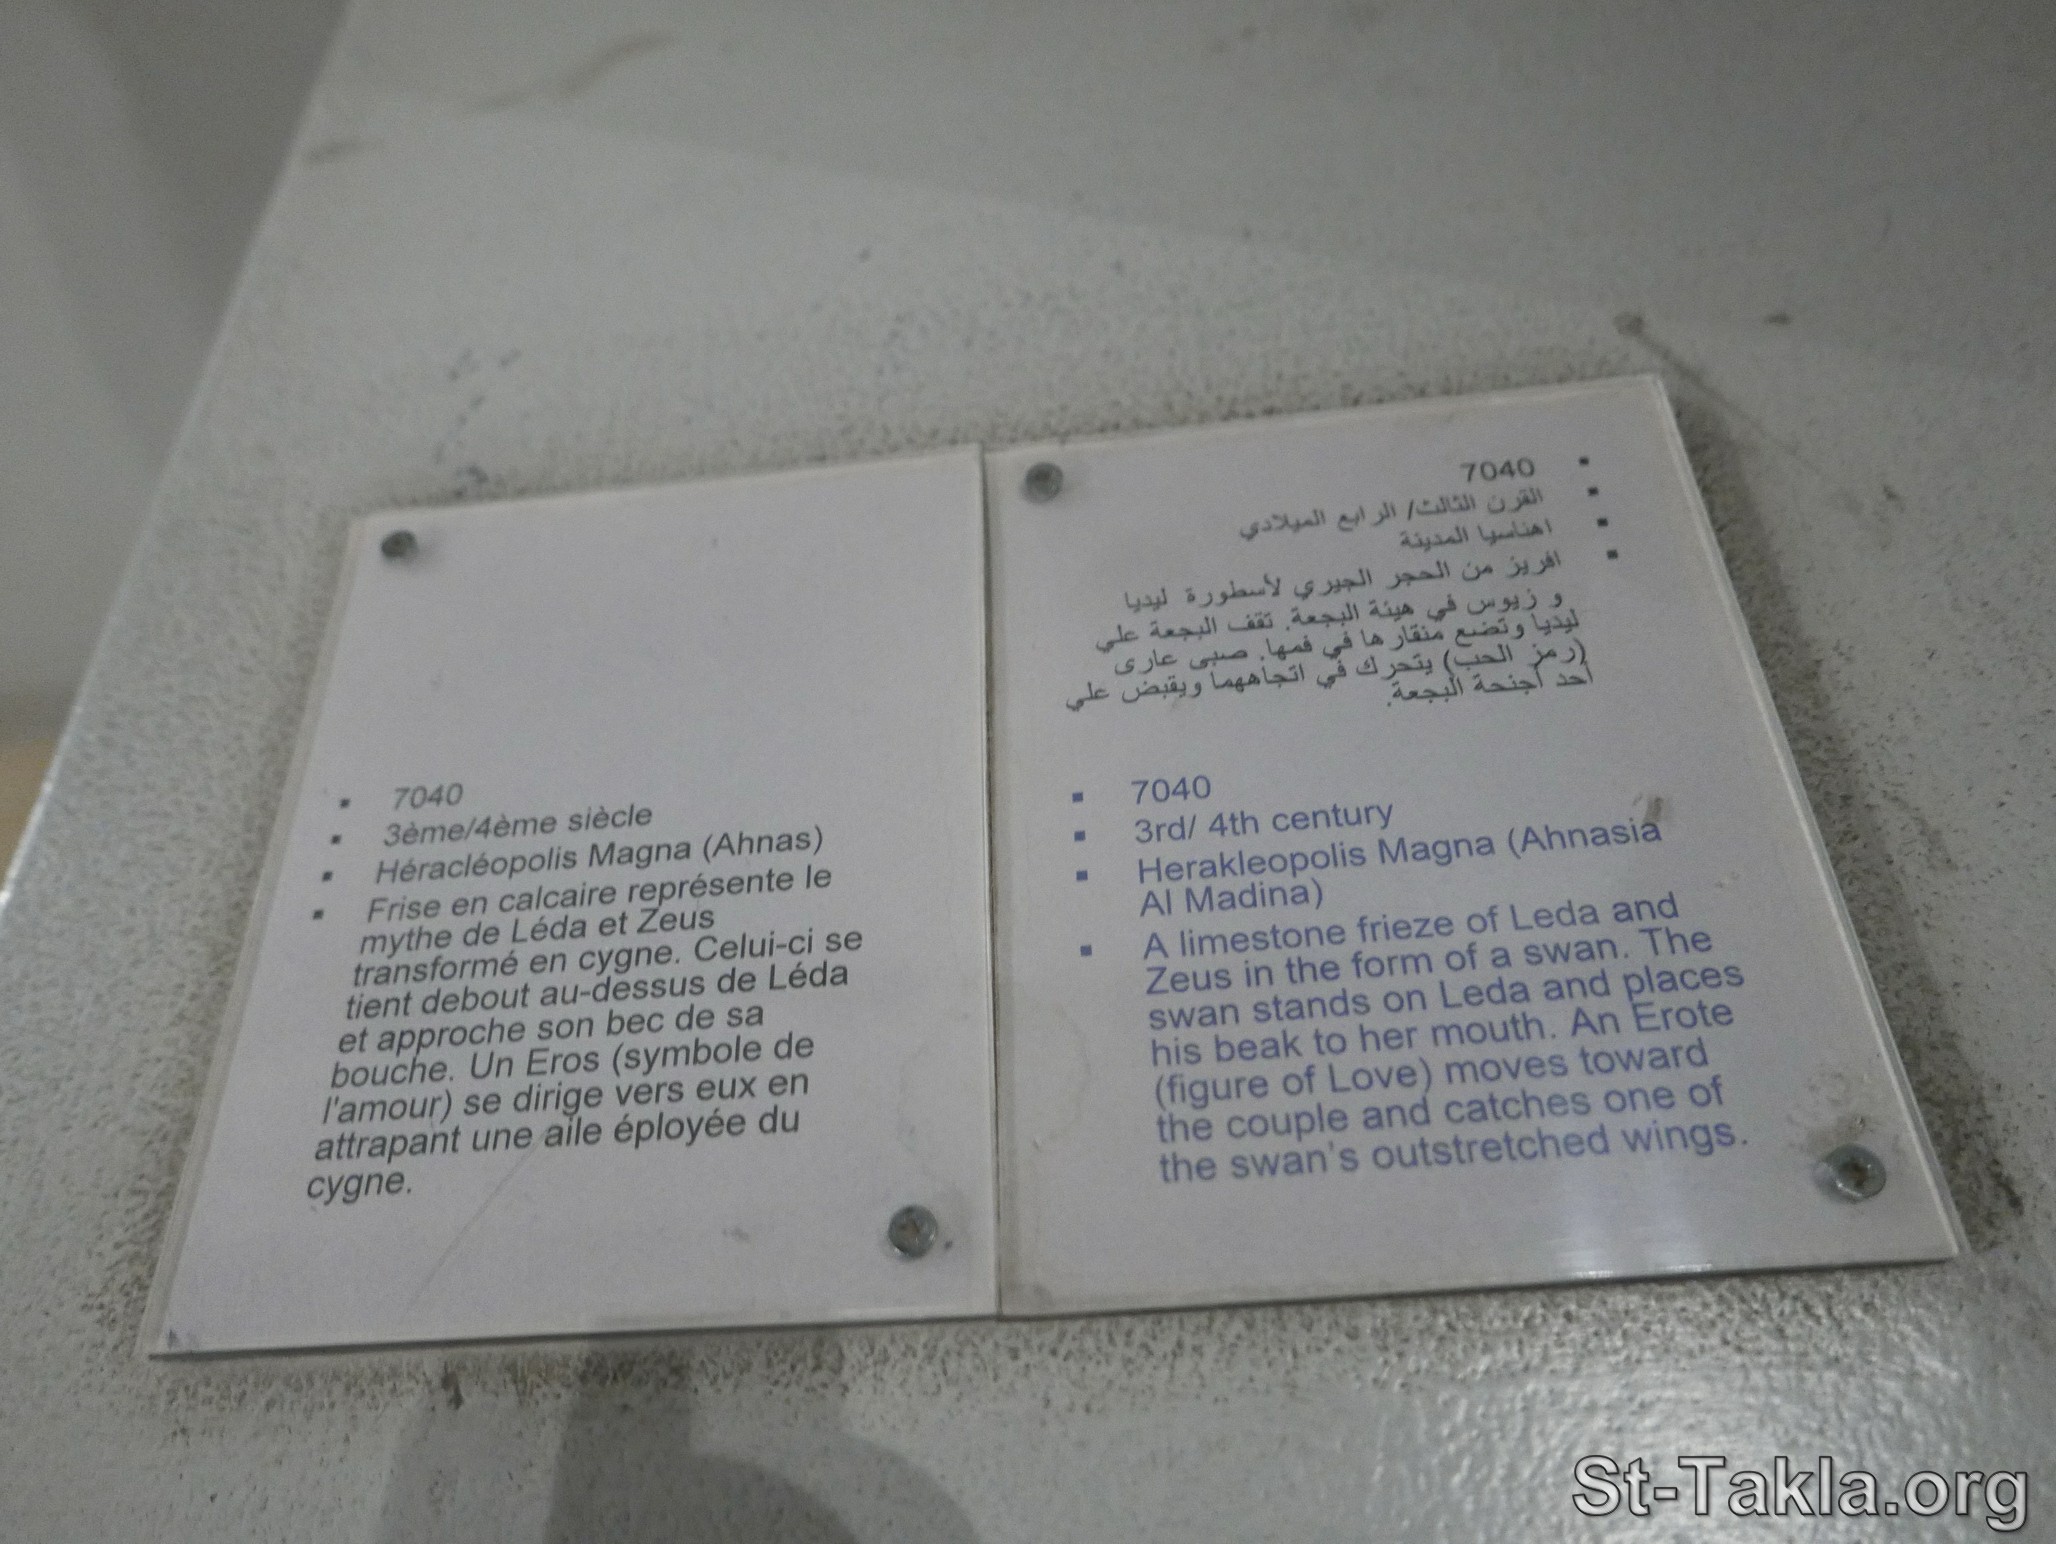 ▪ 7040
▪ 3ème/4ème siècle
▪ Héracléopolis Magna (Ahnas)
▪ Frise en calcaire représente le
mythe de Léda et Zeus
transformé en cygne. Celui-ci se
tient debout au-dessus de Léda
et approche son bec de sa
bouche. Un Eros (symbole de
l'amour) se dirige vers eux en
attrapant une aile éployée du
cygne.
▪ 7040
▪ القرن الثالث/ الرابع الميلادي
▪ اهناسيا المدينة
▪ افريز من الحجر الجيري لأسطورة ليديا
و زيوس في هيئة البجعة. تقف البجعة علي
ليديا وتضع منقارها في فمها. صبى عارى
(رمز الحب) يتحرك في اتجاههما ويقبض علي
أحد أجنحة البجعة.
▪ 7040
▪ 3rd/ 4th century
▪ Herakleopolis Magna (Ahnasia
Al Madina)
▪ A limestone frieze of Leda and
Zeus in the form of a swan. The
swan stands on Leda and places
his beak to her mouth. An Erote
(figure of Love) moves toward
the couple and catches one of
the swan's outstretched wings.
St-Takla.org